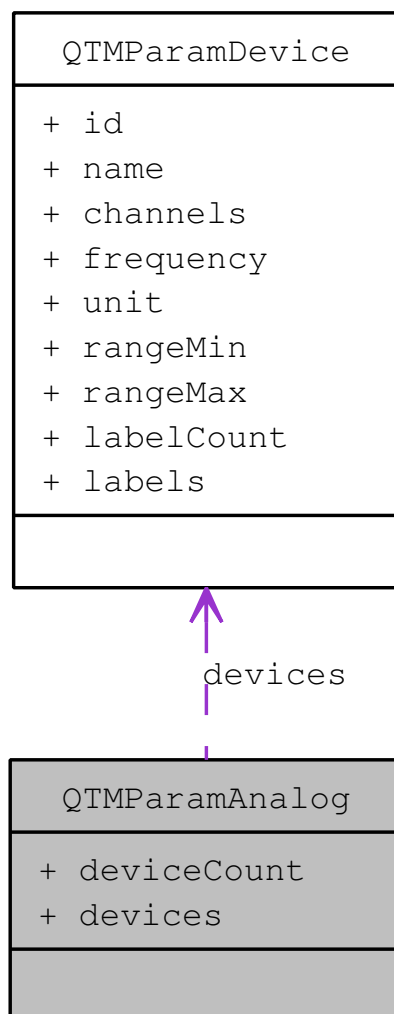 QTMParamDevice
+ id
+ name
+ channels
+ frequency
+ unit
+ rangeMin
+ rangeMax
+ labelCount
+ labels
devices
QTMParamAnalog
+ deviceCount
+ devices